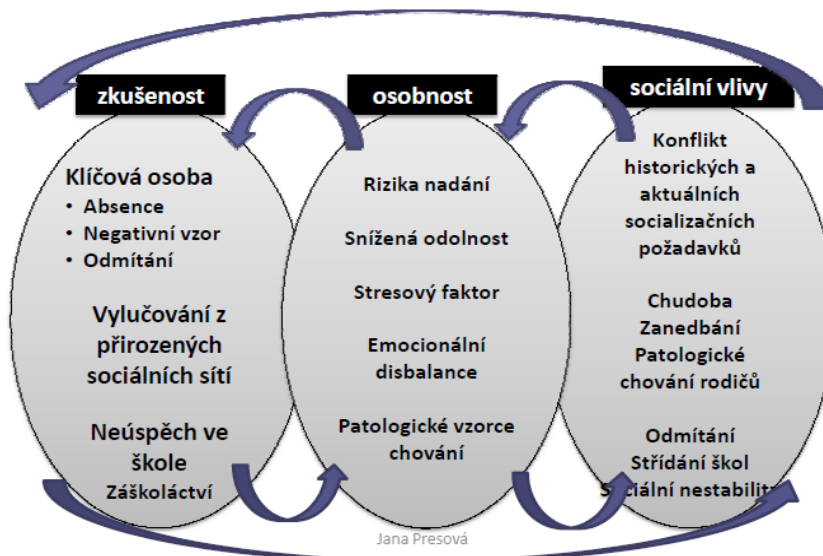 zkušenost
Klíčová osoba
• Absence
• Negativní vzor
• Odmítání
Vylučování z
přirozených
sociálních sítí
Neúspěch ve
škole
Záškoláctví
osobnost
Rizika nadání
Snížená odolnost
Stresový faktor
Emocionální
disbalance
Patologické vzorce
chování
sociální vlivy
Konflikt
historických a
aktuálních
socializačních
požadavků
Chudoba
Zanedbání
Patologické
chování rodičů
Odmítání
Střídání škol
Sociální nestabilita
Jana Presová